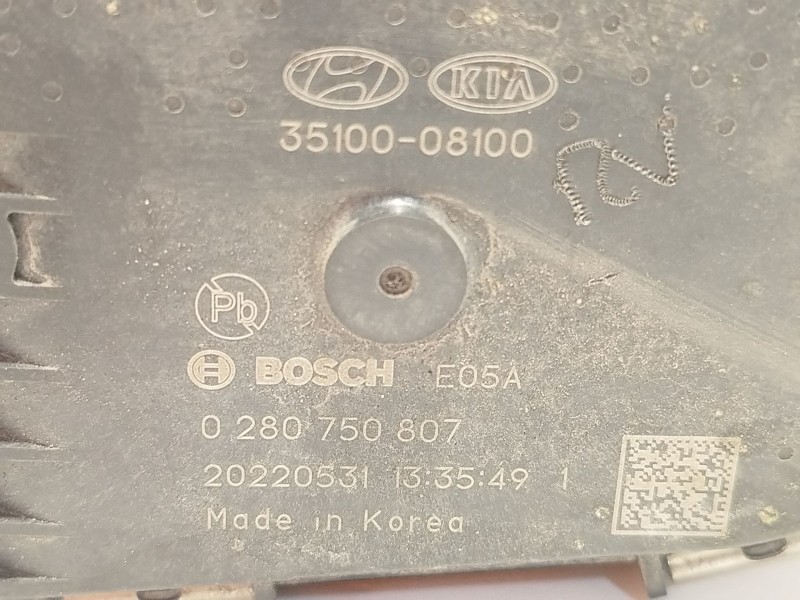 KIA
35100-08100
Pb
BOSCH E05A
0 280 750 807
20220531 13:35:49 1
Made in Korea